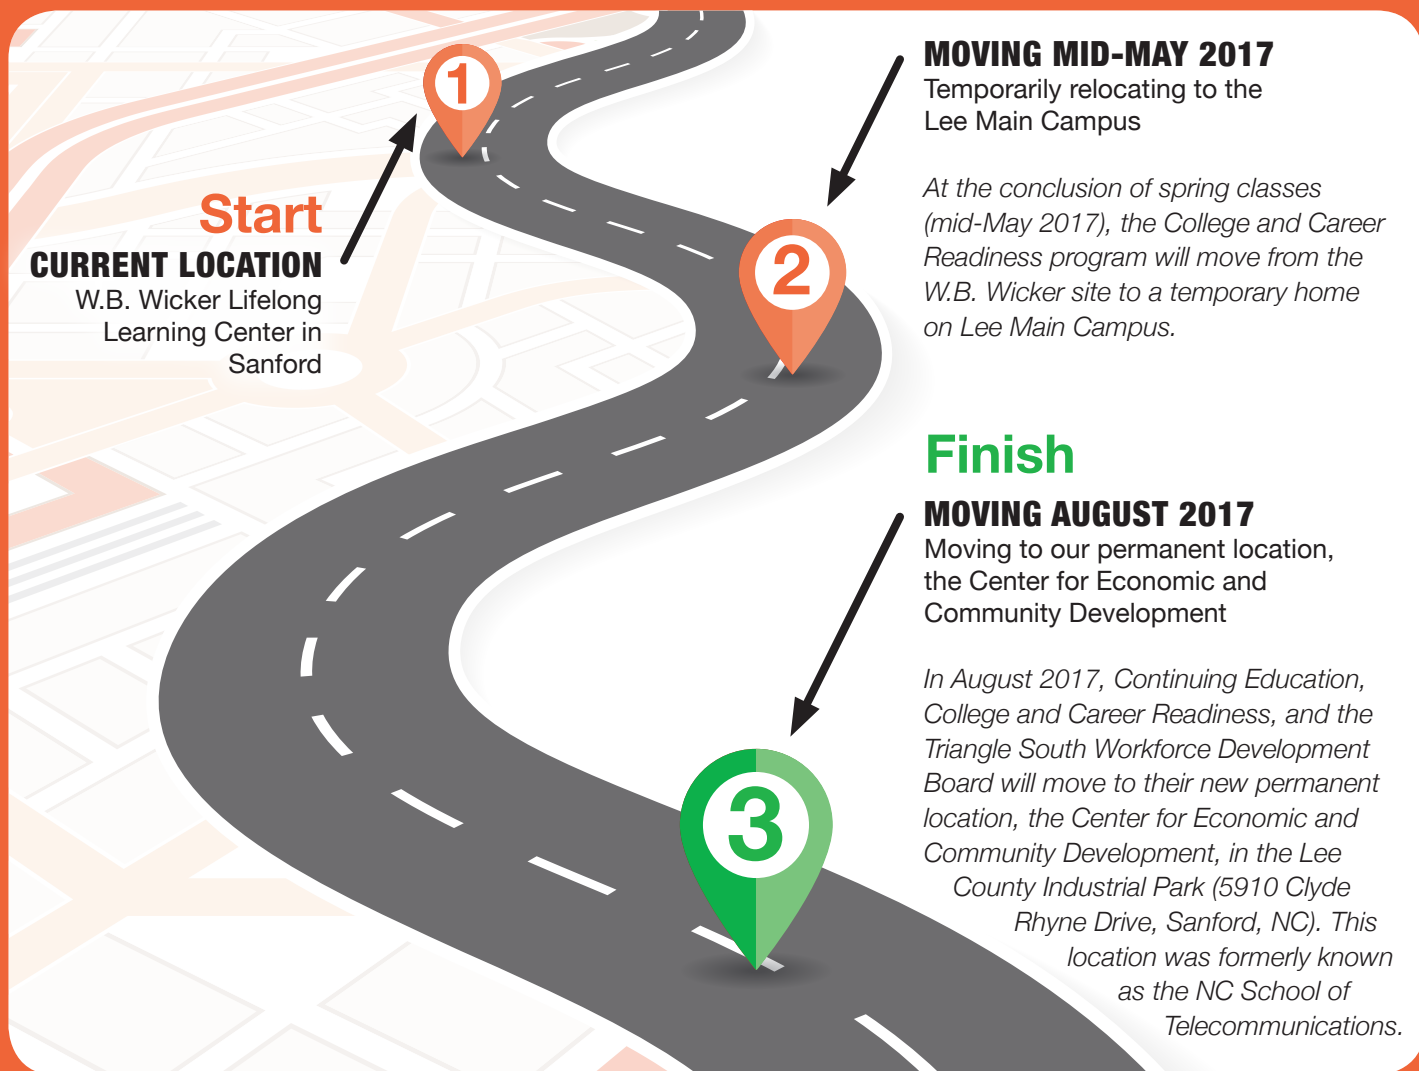 1
Start
CURRENT LOCATION
W.B. Wicker Lifelong
Learning Center in
Sanford
MOVING MID-MAY 2017
Temporarily relocating to the
Lee Main Campus
At the conclusion of spring classes
(mid-May 2017), the College and Career
Readiness program will move from the
W.B. Wicker site to a temporary home
on Lee Main Campus.
2
Finish
MOVING AUGUST 2017
Moving to our permanent location,
the Center for Economic and
Community Development
In August 2017, Continuing Education,
College and Career Readiness, and the
Triangle South Workforce Development
Board will move to their new permanent
location, the Center for Economic and
Community Development, in the Lee
County Industrial Park (5910 Clyde
Rhyne Drive, Sanford, NC). This
location was formerly known
as the NC School of
Telecommunications.
3